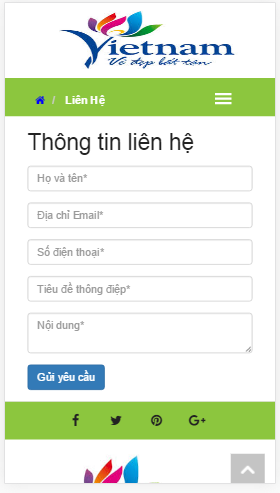 Vietnam
Vẻ đẹp bất tận
/ Liên Hệ
Thông tin liên hệ
Họ và tên*
Địa chỉ Email*
Số điện thoại*
Tiêu đề thông điệp*
Nội dung*
Gửi yêu cầu